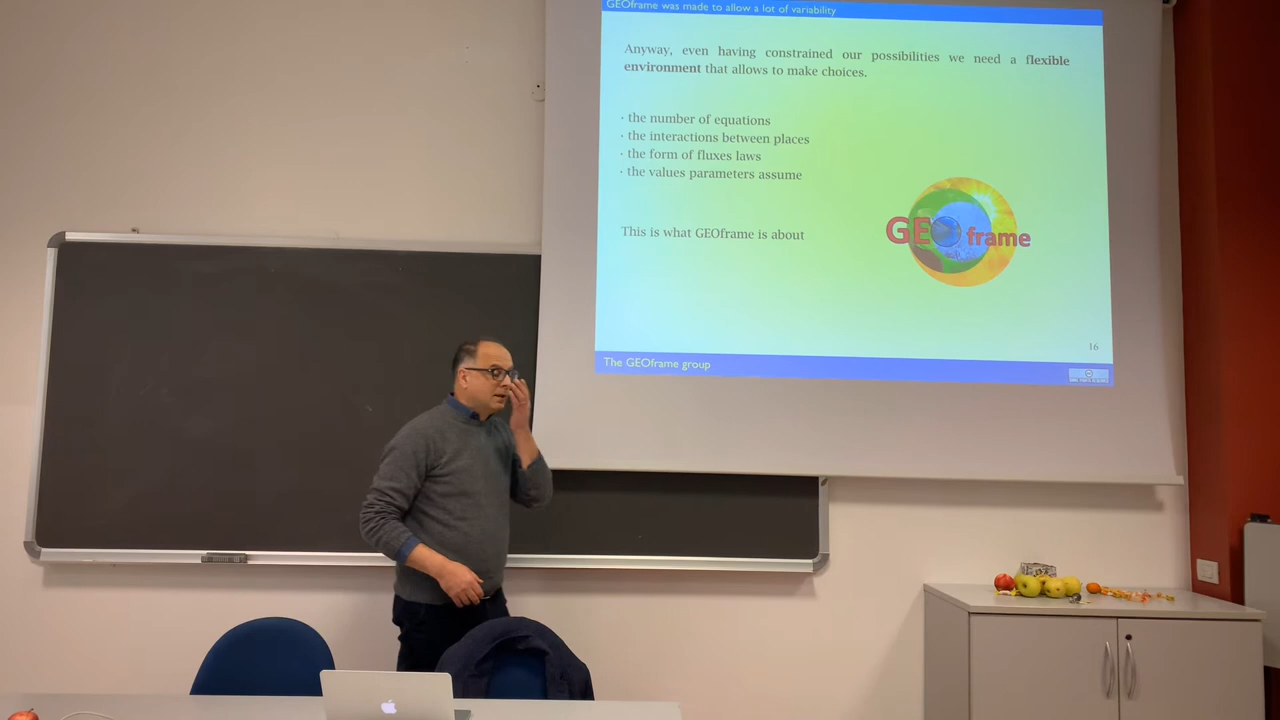 GEOframe was made to allow a lot of variability
Anyway, even having constrained our possibilities we need a flexible
environment that allows to make choices.
· the number of equations
· the interactions between places
· the form of fluxes laws
· the values parameters assume
This is what GEOframe is about
GEOframe
16
The GEOframe group